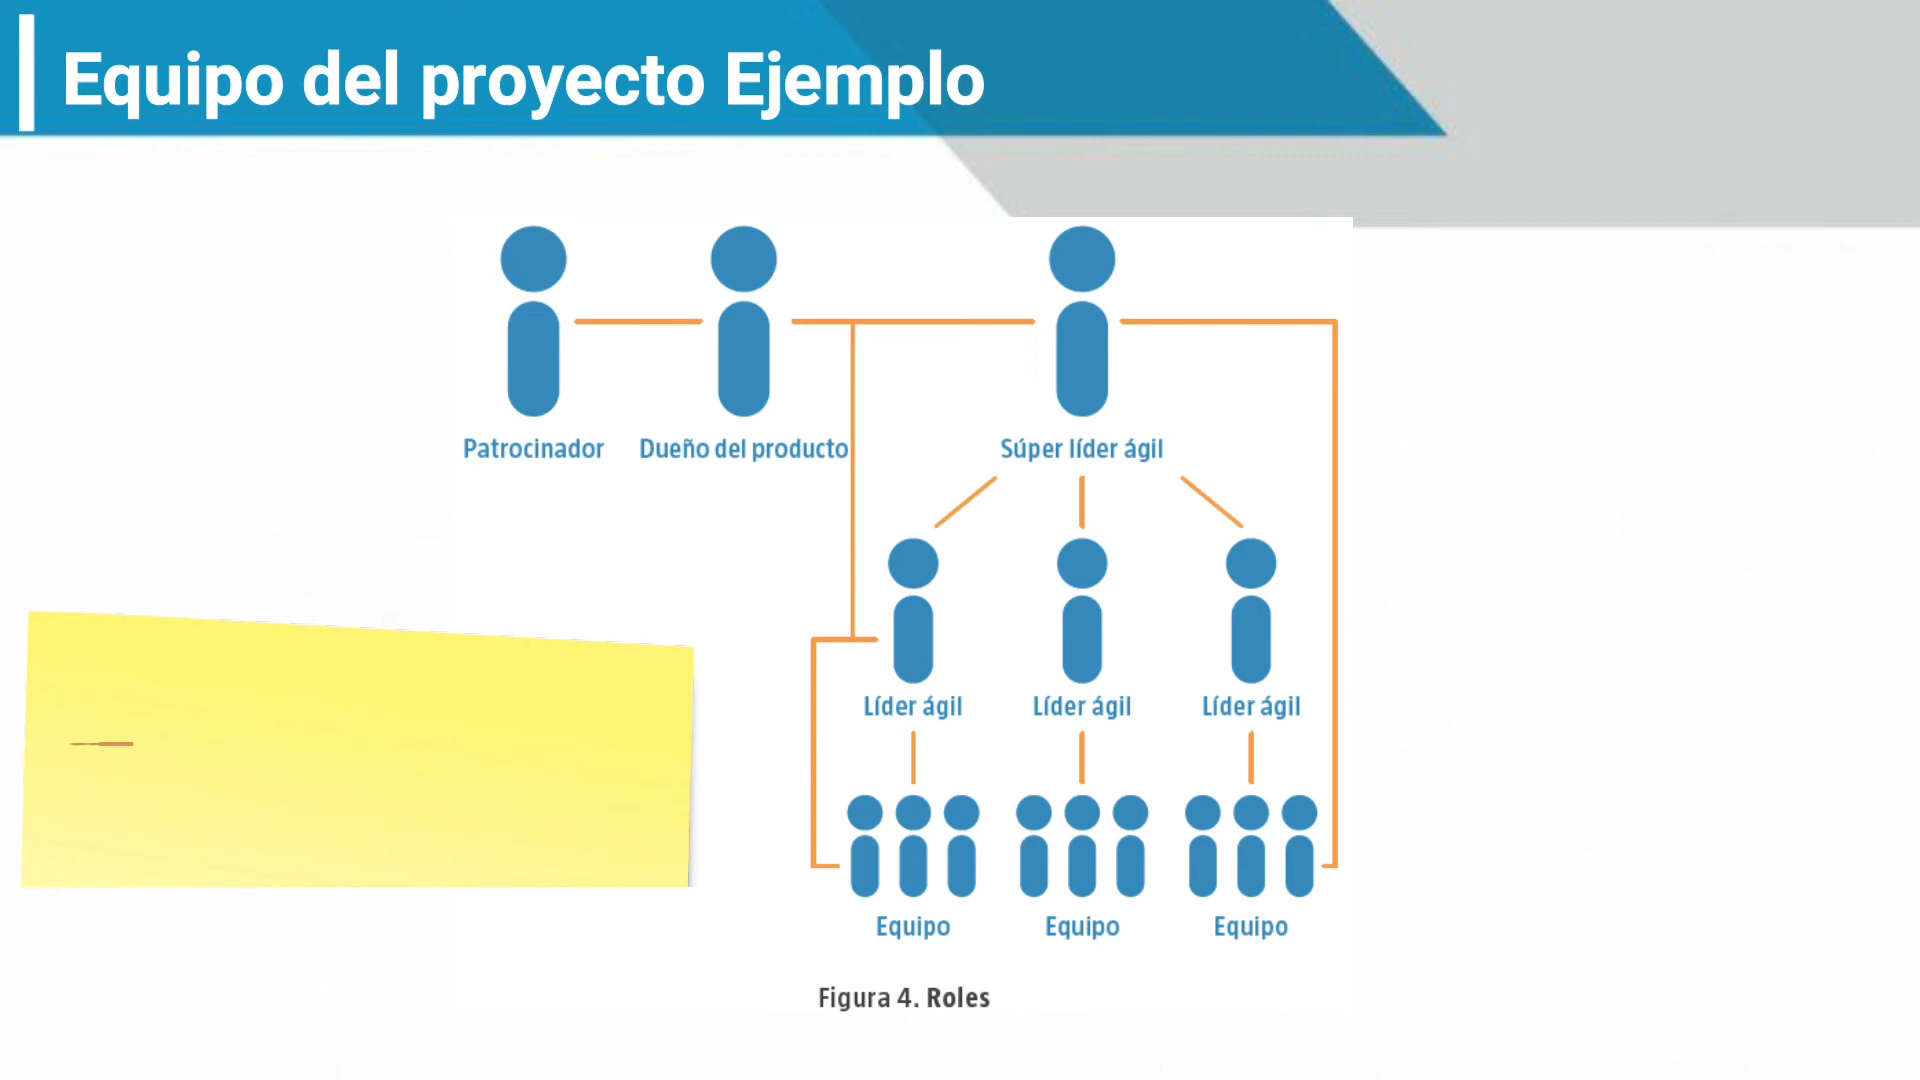 Equipo del proyecto Ejemplo
Patrocinador
Dueño del producto
Súper líder ágil
Líder ágil
Líder ágil
Líder ágil
Equipo
Equipo
Equipo
Figura 4. Roles